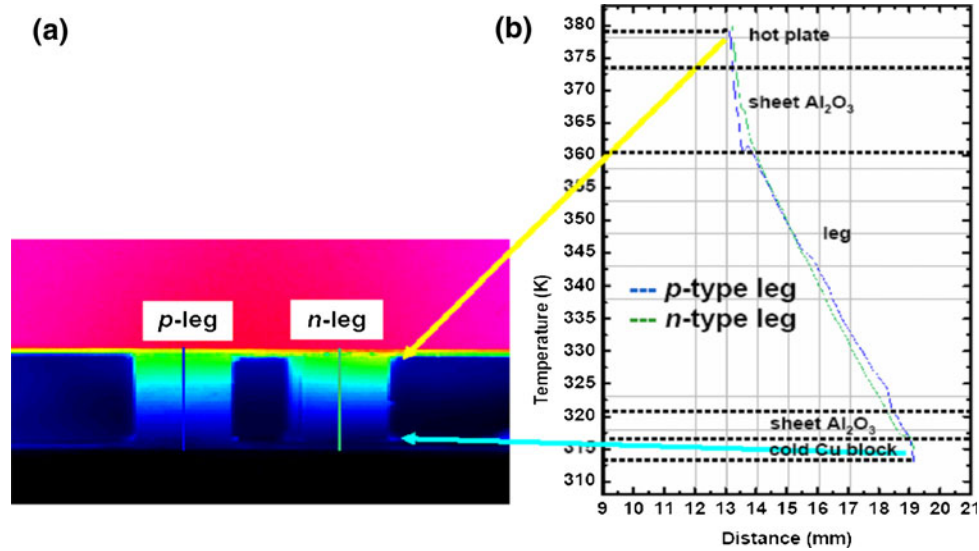 (a)
p-leg
n-leg
(b)
380
375
370
365
360
355
350
345
340
335
330
325
320
315
310
Temperature (K)
hot plate
sheet Al₂O₃
leg
p-type leg
n-type leg
sheet Al₂O₃
cold Cu block
9 10 11 12 13 14 15 16 17 18 19 20 21
Distance (mm)